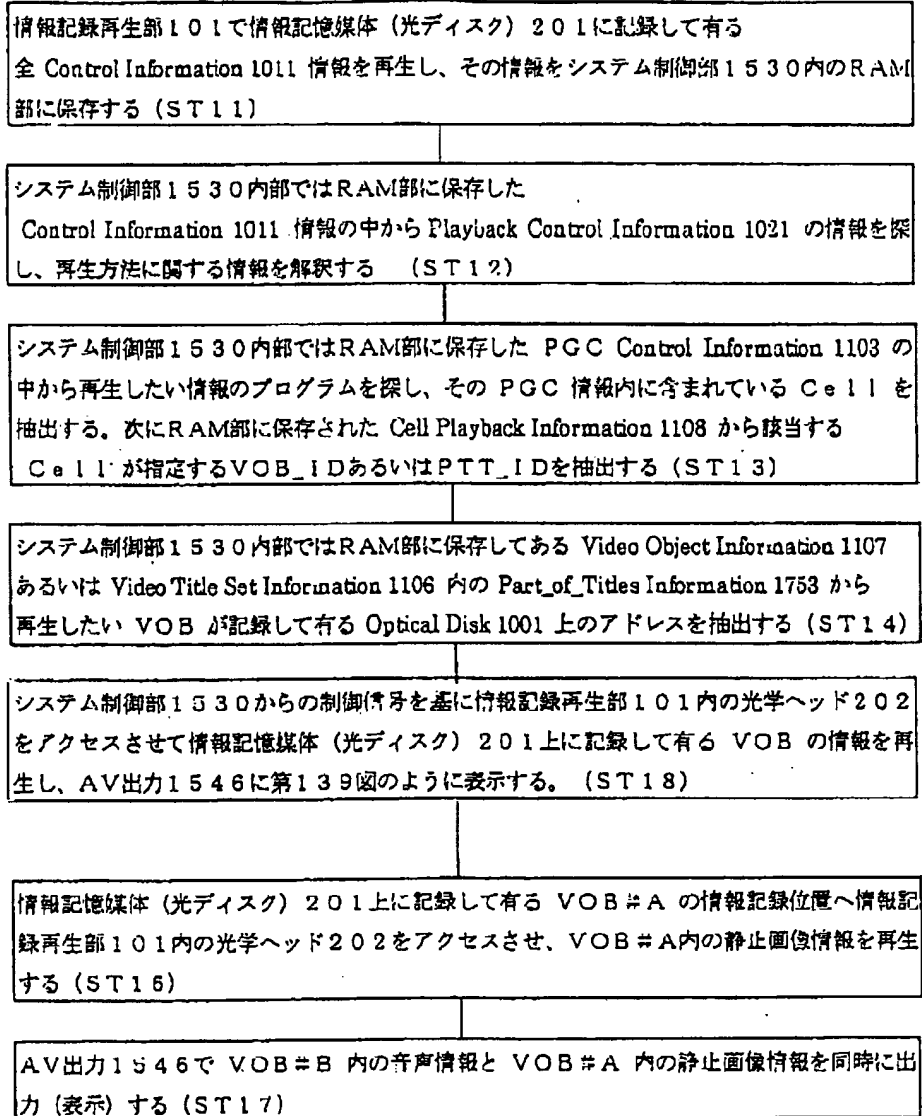 情報記録再生部１０１で情報記憶媒体（光ディスク）２０１に記録して有る
全 Control Information 1011 情報を再生し、その情報をシステム制御部１５３０内のＲＡＭ
部に保存する（ＳＴ１１）
システム制御部１５３０内部ではＲＡＭ部に保存した
Control Information 1011 情報の中から Playback Control Information 1021 の情報を探
し、再生方法に関する情報を解釈する （ＳＴ１２）
システム制御部１５３０内部ではＲＡＭ部に保存した PGC Control Information 1103 の
中から再生したい情報のプログラムを探し、その PGC 情報内に含まれている Ｃｅｌｌ を
抽出する。次にＲＡＭ部に保存された Cell Playback Information 1108 から該当する
Ｃｅｌｌ が指定するＶＯＢ_ＩＤあるいはＰＴＴ_ＩＤを抽出する（ＳＴ１３）
システム制御部１５３０内部ではＲＡＭ部に保存してある Video Object Information 1107
あるいは Video Title Set Information 1106 内の Part_of_Titles Information 1753 から
再生したい ＶＯＢ が記録して有る Optical Disk 1001 上のアドレスを抽出する（ＳＴ１４）
システム制御部１５３０からの制御信号を基に情報記録再生部１０１内の光学ヘッド２０２
をアクセスさせて情報記憶媒体（光ディスク）２０１上に記録して有る ＶＯＢ の情報を再
生し、ＡＶ出力１５４６に第１３９図のように表示する。（ＳＴ１８）
情報記憶媒体（光ディスク）２０１上に記録して有る ＶＯＢ＃Ａ の情報記録位置へ情報記
録再生部１０１内の光学ヘッド２０２をアクセスさせ、ＶＯＢ＃Ａ内の静止画像情報を再生
する（ＳＴ１６）
ＡＶ出力１５４６で ＶＯＢ＃Ｂ 内の音声情報と ＶＯＢ＃Ａ 内の静止画像情報を同時に出
力（表示）する（ＳＴ１７）